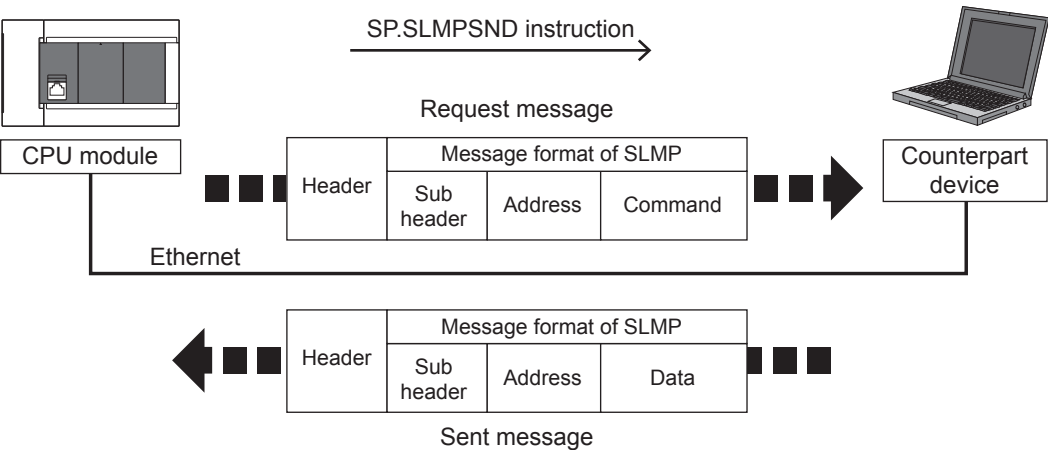 SP.SLMPSND instruction
Request message
CPU module
Counterpart
device
Header
Message format of SLMP
Sub
header
Address
Command
Ethernet
Header
Message format of SLMP
Sub
header
Address
Data
Sent message